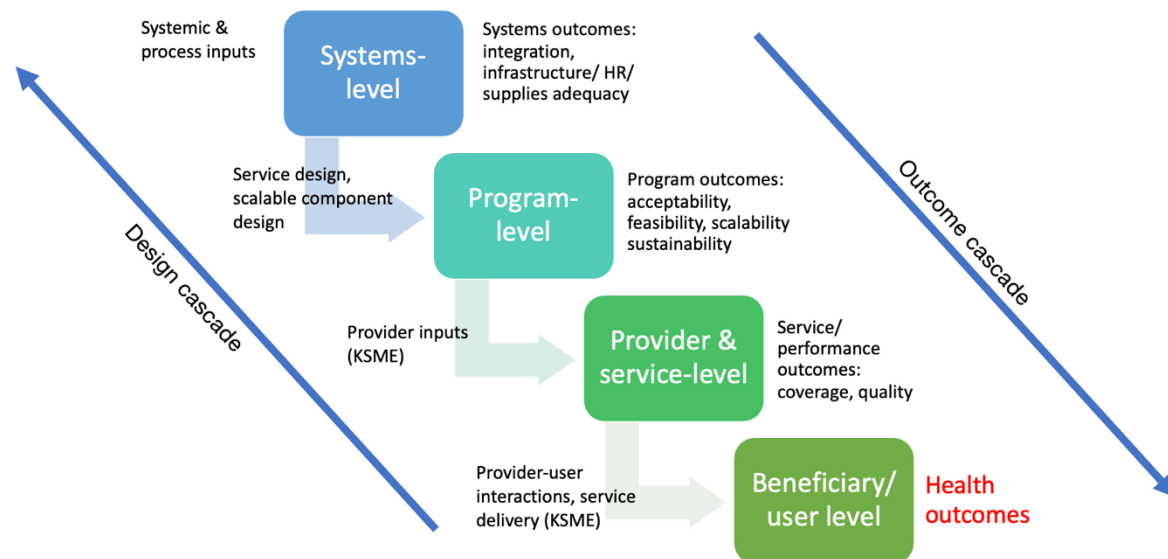 Systemic &
process inputs
Systems-
level
Systems outcomes:
integration,
infrastructure/ HR/
supplies adequacy
Service design,
scalable component
design
Program-
level
Program outcomes:
acceptability,
feasibility, scalability
sustainability
Design cascade
Outcome cascade
Provider inputs
(KSME)
Provider &
service-level
Service/
performance
outcomes:
coverage, quality
Provider-user
interactions, service
delivery (KSME)
Beneficiary/
user level
Health
outcomes